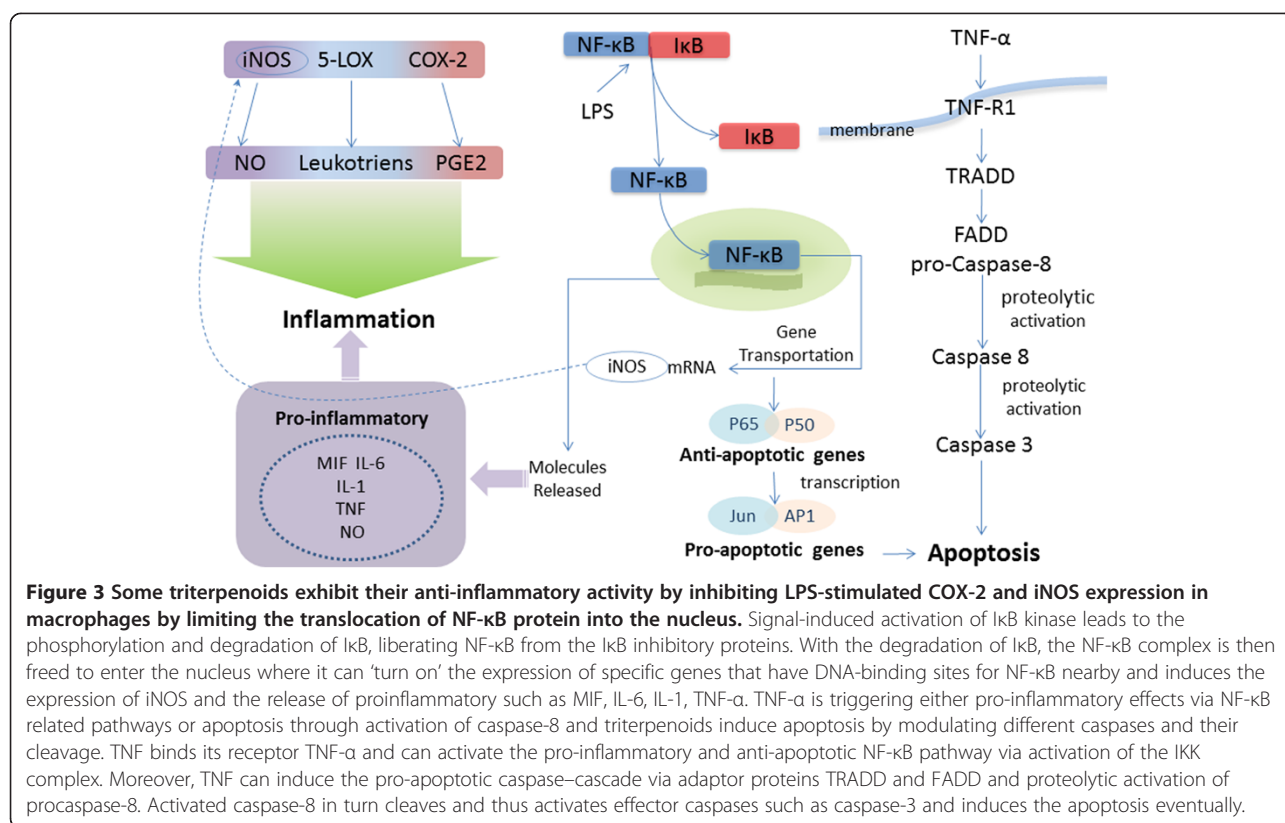 iNOS 5-LOX COX-2
NO Leukotriens PGE2
Inflammation
Pro-inflammatory
MIF IL-6
IL-1
TNF
NO
NF-κB IκB
LPS
IκB
NF-κB
NF-κB
Gene
Transportation
iNOS mRNA
P65 P50
Anti-apoptotic genes
transcription
Jun AP1
Pro-apoptotic genes
Molecules
Released
TNF-α
membrane
TNF-R1
TRADD
FADD
pro-Caspase-8
proteolytic
activation
Caspase 8
proteolytic
activation
Caspase 3
Apoptosis
Figure 3 Some triterpenoids exhibit their anti-inflammatory activity by inhibiting LPS-stimulated COX-2 and iNOS expression in
macrophages by limiting the translocation of NF-κB protein into the nucleus. Signal-induced activation of IκB kinase leads to the
phosphorylation and degradation of IκB, liberating NF-κB from the IκB inhibitory proteins. With the degradation of IκB, the NF-κB complex is then
freed to enter the nucleus where it can ‘turn on’ the expression of specific genes that have DNA-binding sites for NF-κB nearby and induces the
expression of iNOS and the release of proinflammatory such as MIF, IL-6, IL-1, TNF-α. TNF-α is triggering either pro-inflammatory effects via NF-κB
related pathways or apoptosis through activation of caspase-8 and triterpenoids induce apoptosis by modulating different caspases and their
cleavage. TNF binds its receptor TNF-α and can activate the pro-inflammatory and anti-apoptotic NF-κB pathway via activation of the IKK
complex. Moreover, TNF can induce the pro-apoptotic caspase–cascade via adaptor proteins TRADD and FADD and proteolytic activation of
procaspase-8. Activated caspase-8 in turn cleaves and thus activates effector caspases such as caspase-3 and induces the apoptosis eventually.